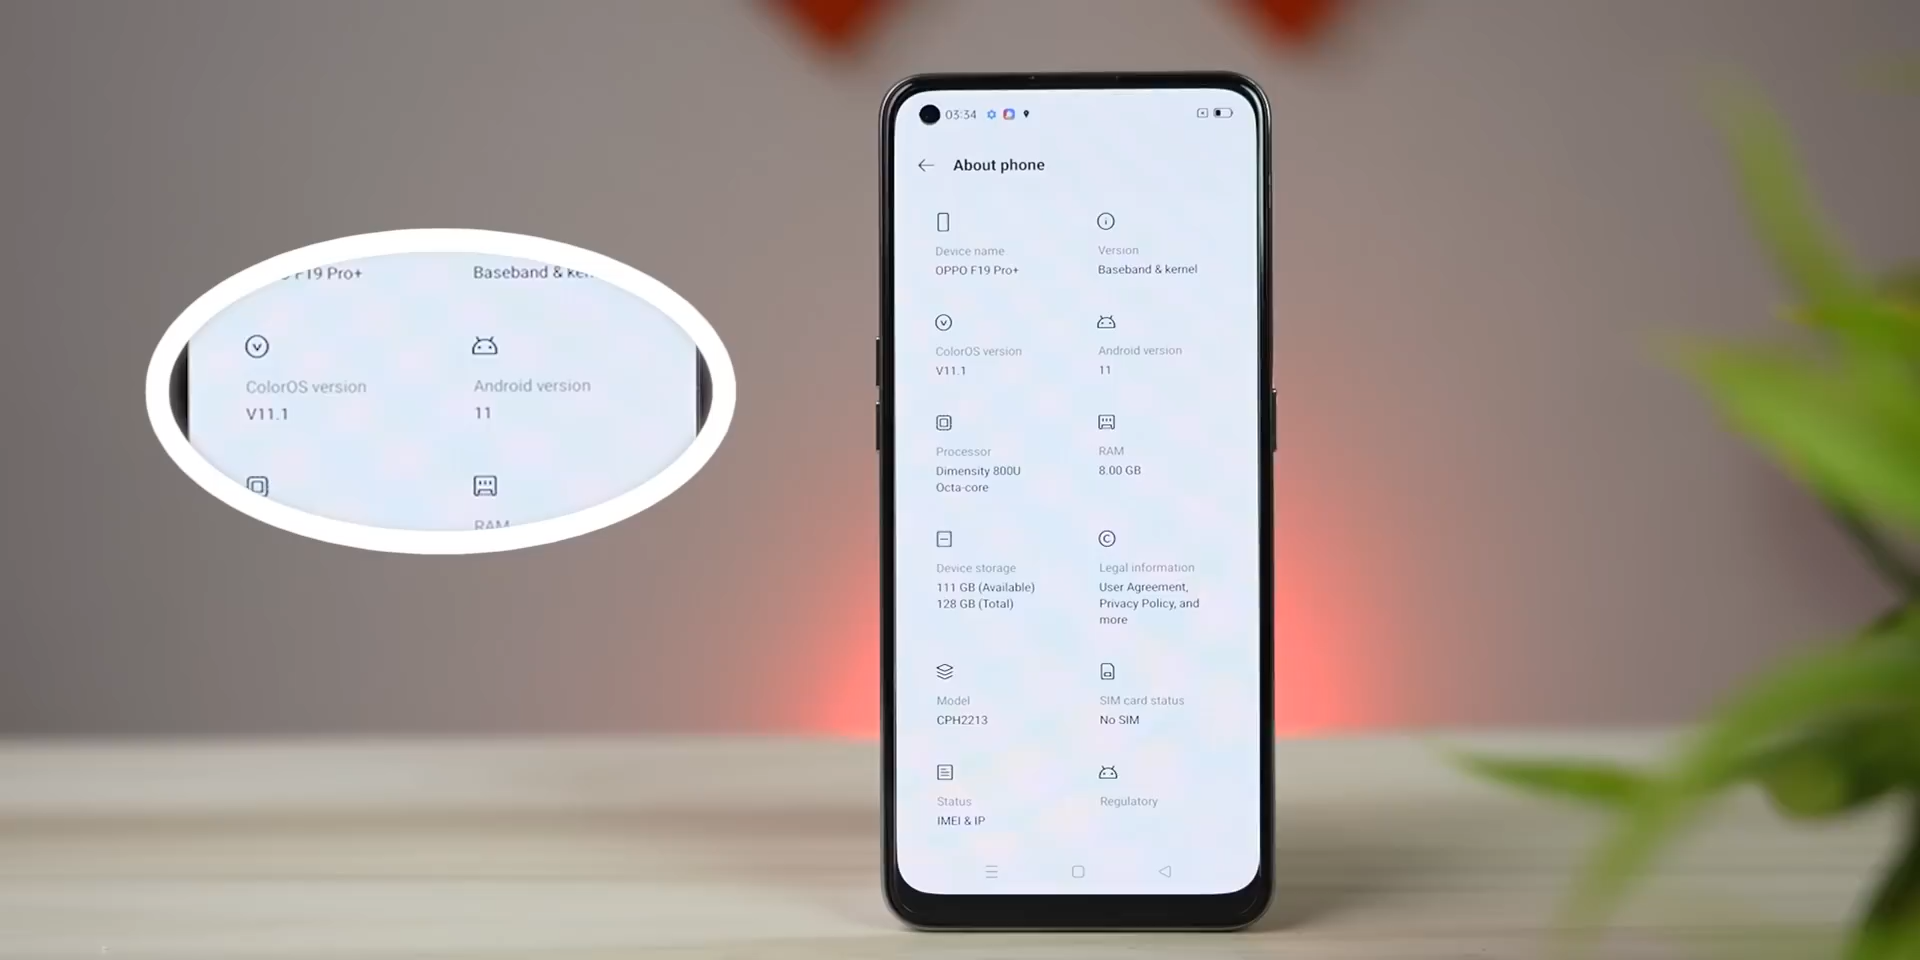 F19 Pro+
Baseband &
ColorOS version
V11.1
Android version
11
RAM
03:34
About phone
Device name
OPPO F19 Pro+
Version
Baseband & kernel
ColorOS version
V11.1
Android version
11
Processor
Dimensity 800U
Octa-core
RAM
8.00 GB
Device storage
111 GB (Available)
128 GB (Total)
Legal information
User Agreement,
Privacy Policy, and
more
Model
CPH2213
SIM card status
No SIM
Status
IMEI & IP
Regulatory